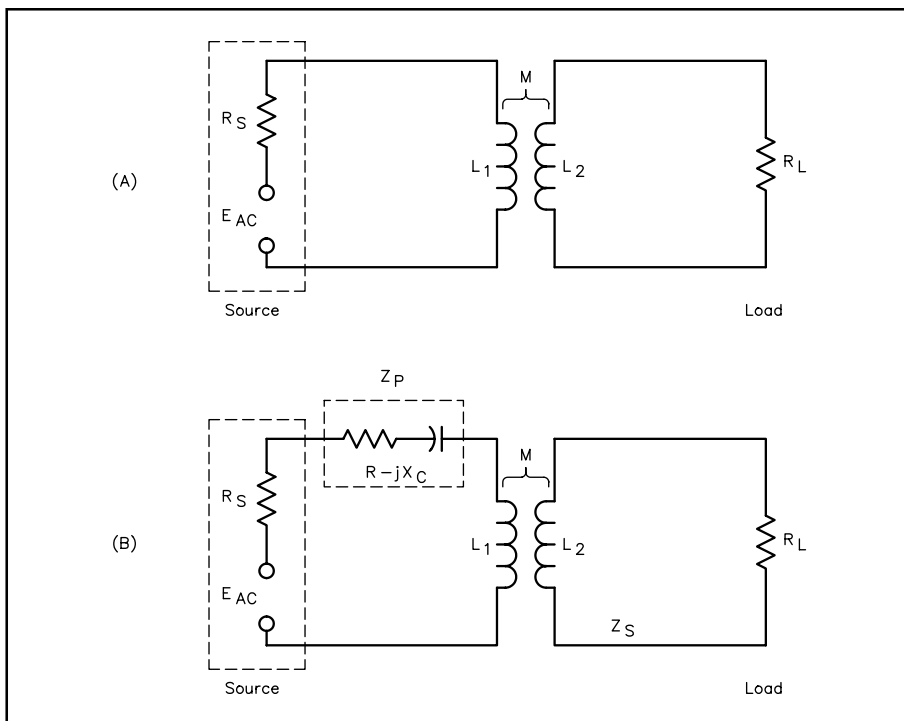 M
R S
L 1
L 2
R L
(A)
E AC
Source
Load
Z P
R-jX C
M
R S
L 1
L 2
R L
(B)
E AC
Z S
Source
Load